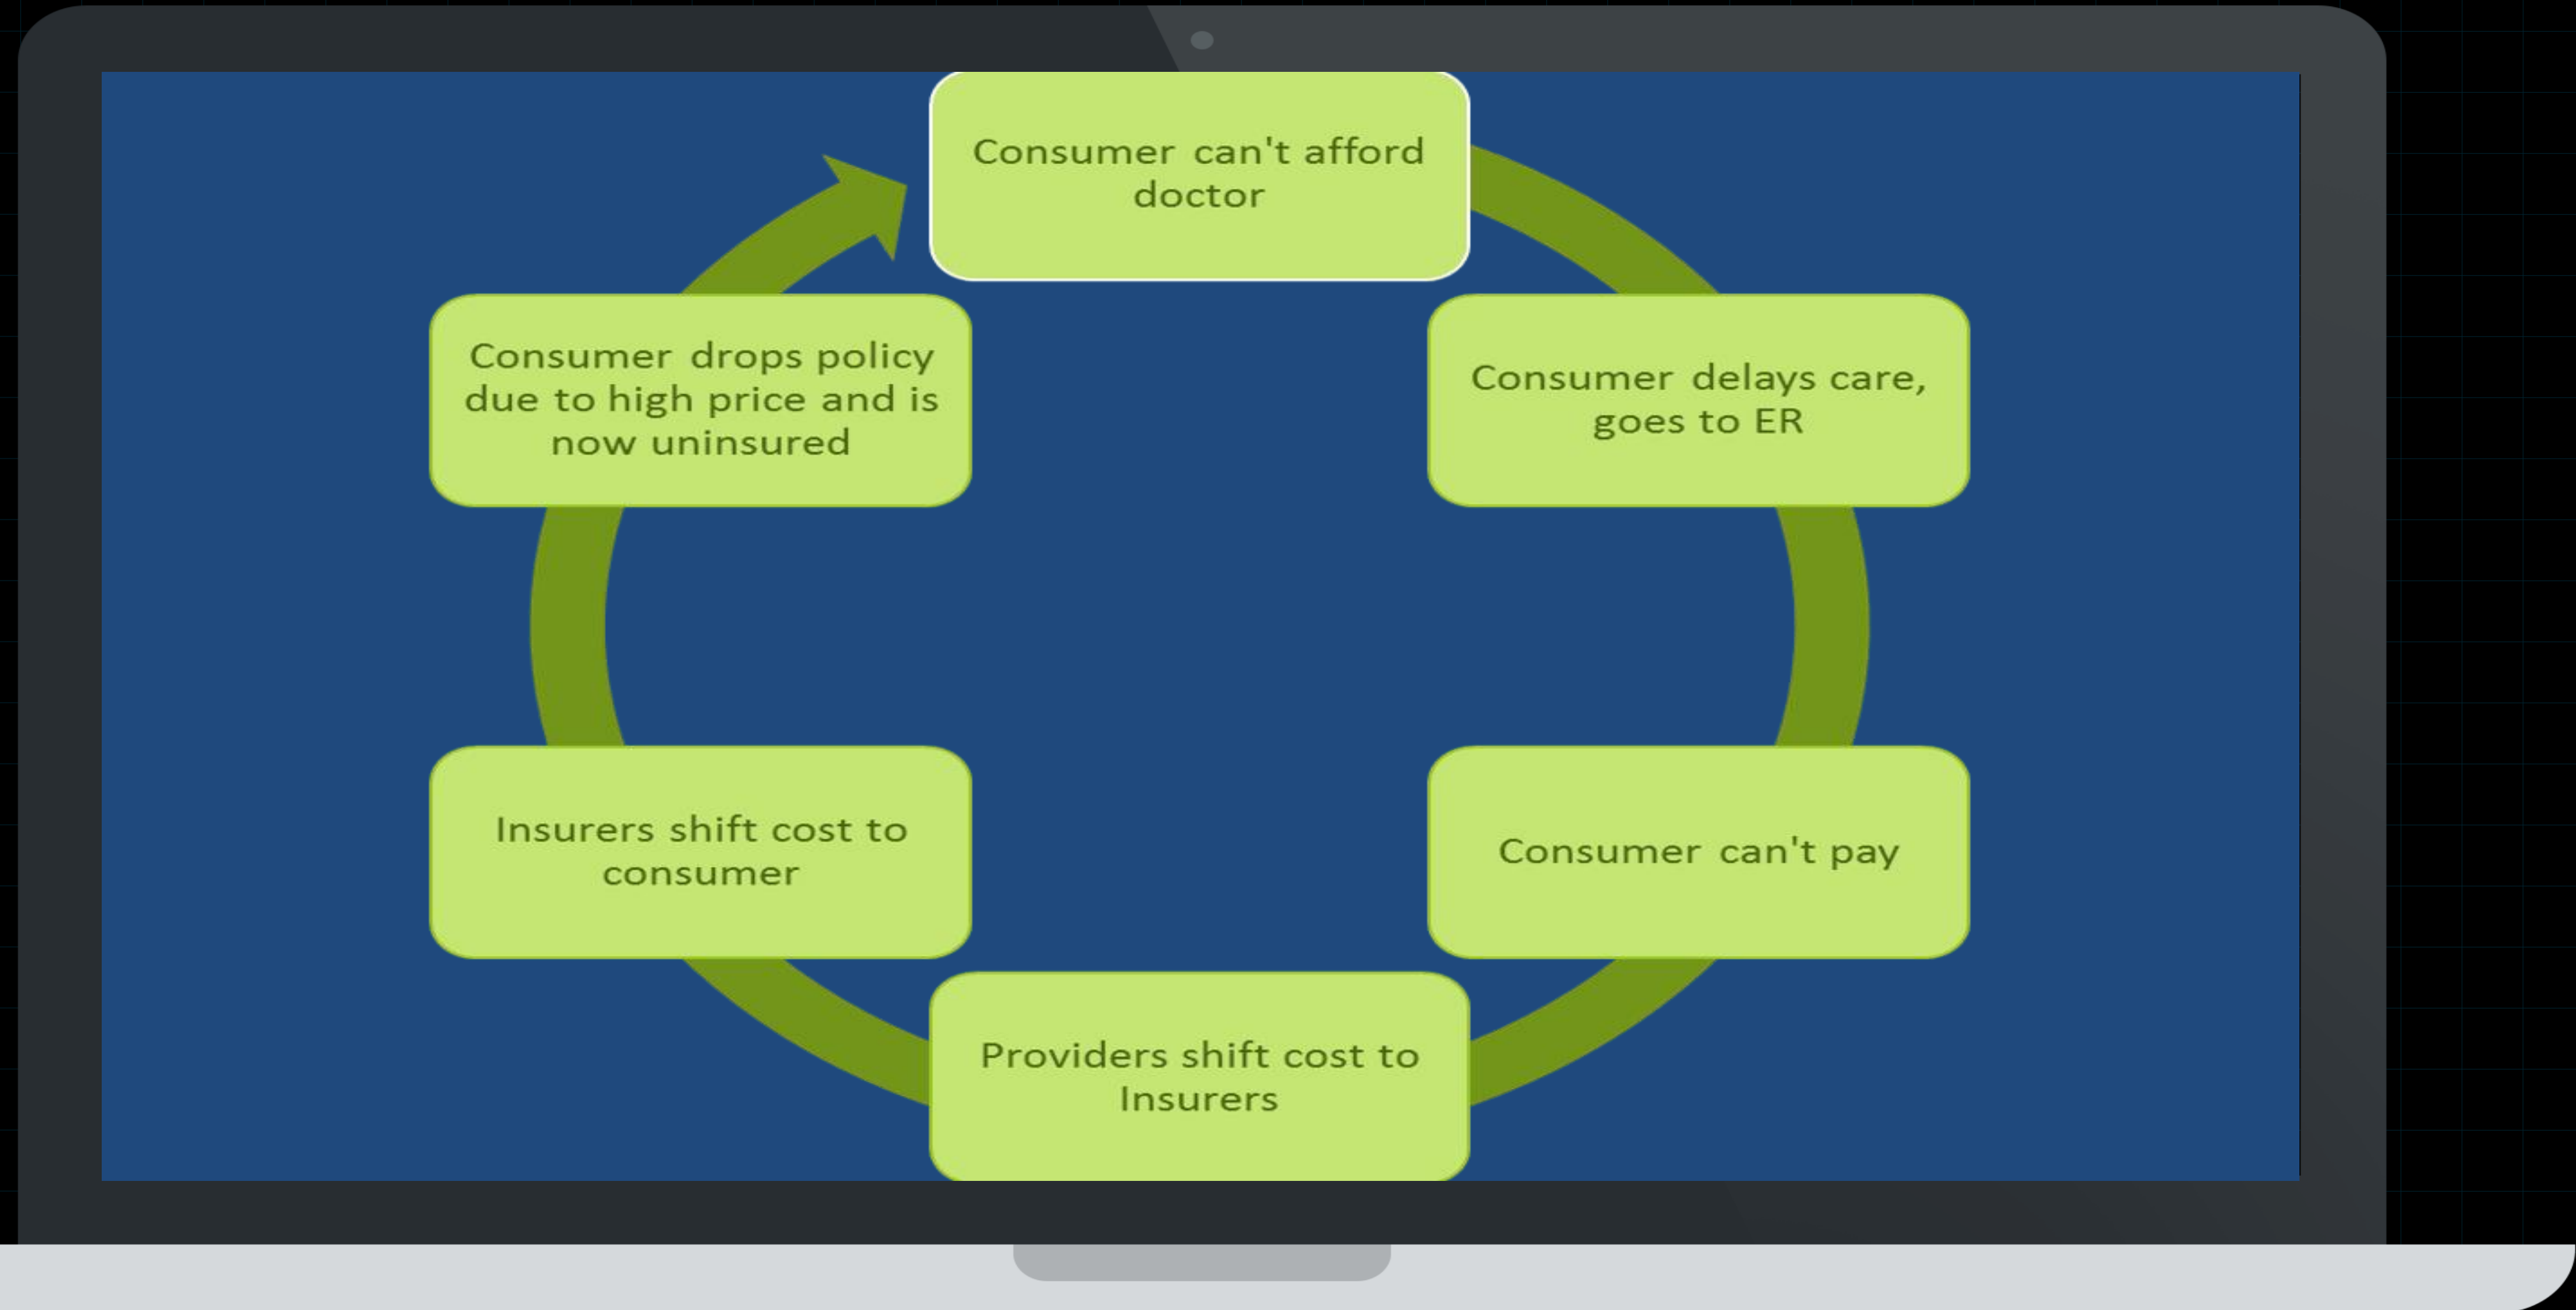 Consumer can't afford
doctor
Consumer delays care,
goes to ER
Consumer can't pay
Providers shift cost to
Insurers
Insurers shift cost to
consumer
Consumer drops policy
due to high price and is
now uninsured